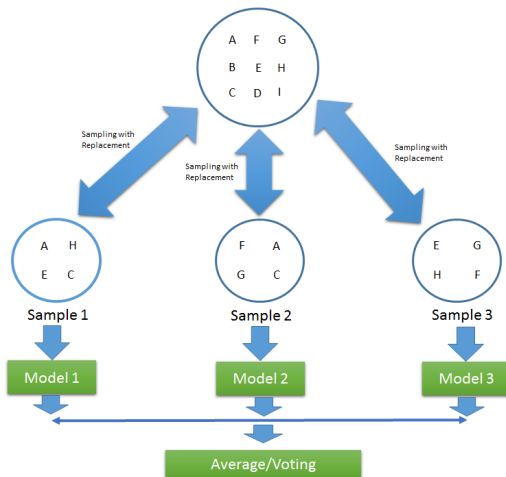 A F G
B E H
C D I
Sampling with
Replacement
Sampling with
Replacement
Sampling with
Replacement
A H
E C
F A
G C
E G
H F
Sample 1
Sample 2
Sample 3
Model 1
Model 2
Model 3
Average/Voting